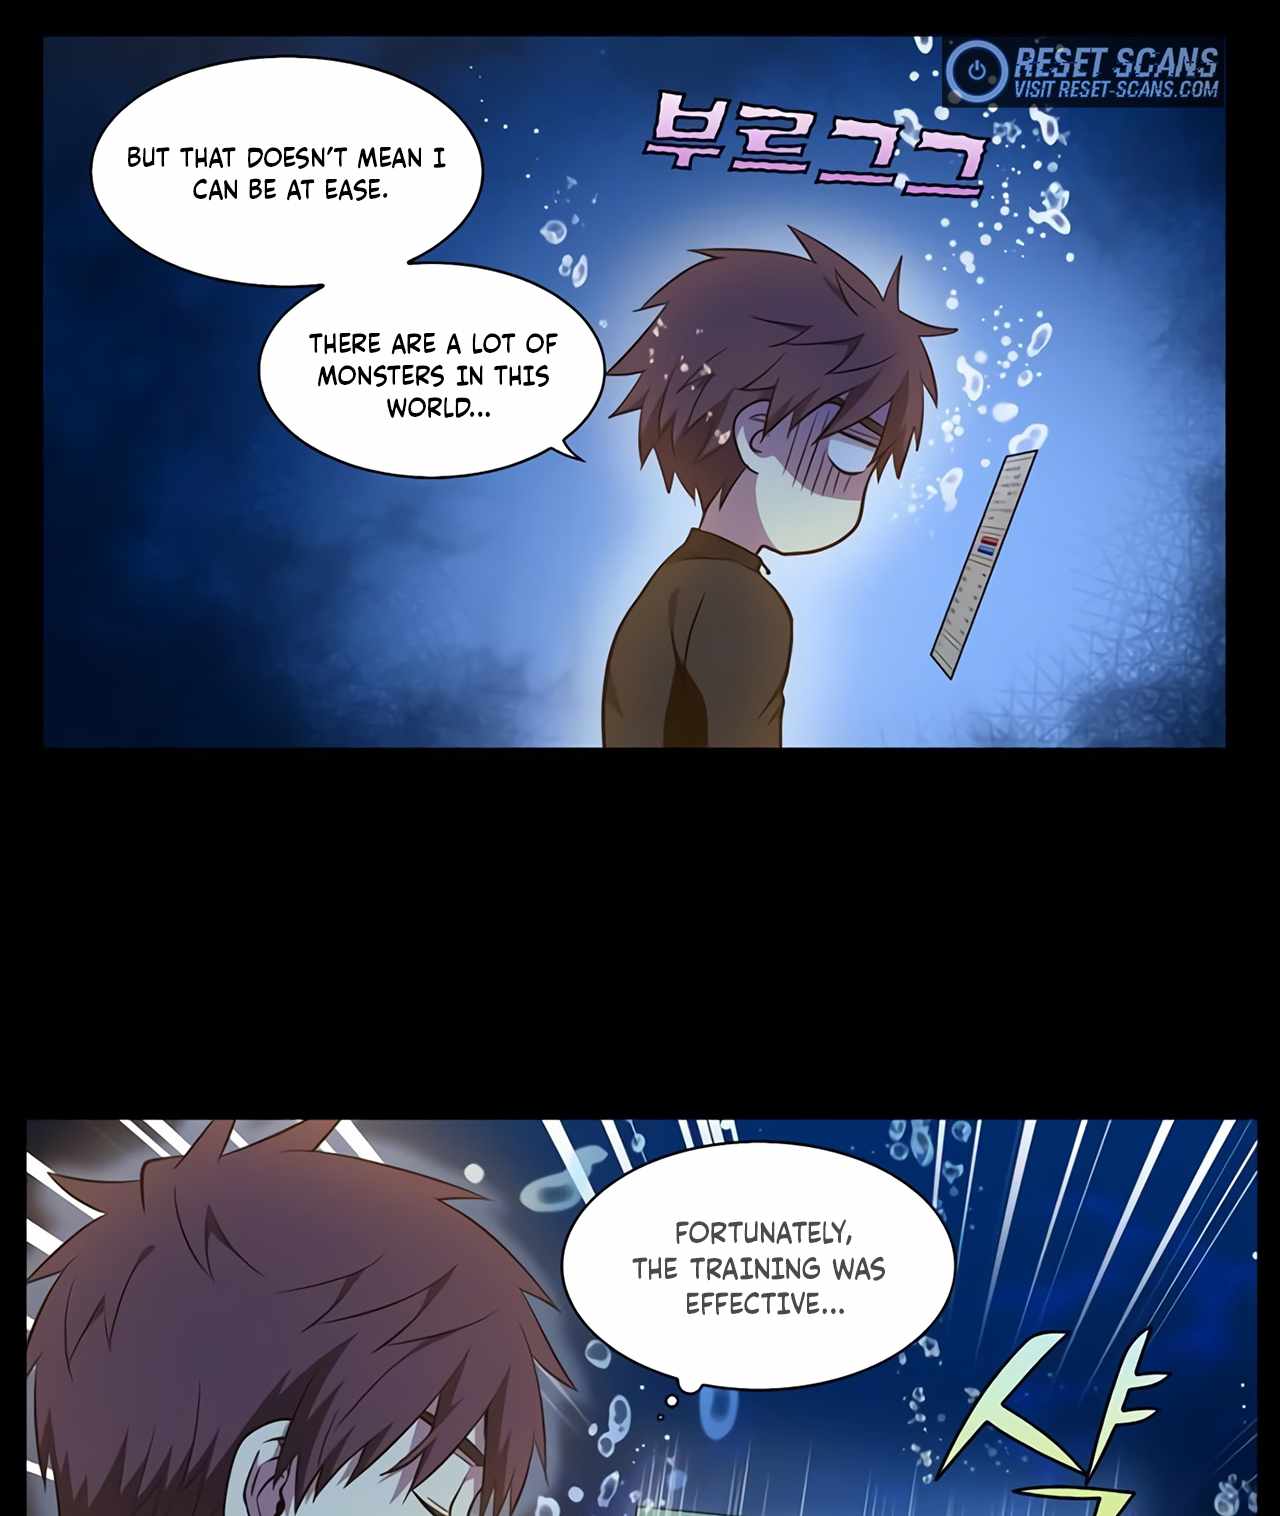 RESET SCANS
VISIT RESET-SCANS.COM
부르그그
BUT THAT DOESN'T MEAN I
CAN BE AT EASE.
THERE ARE A LOT OF
MONSTERS IN THIS
WORLD...
FORTUNATELY,
THE TRAINING WAS
EFFECTIVE...